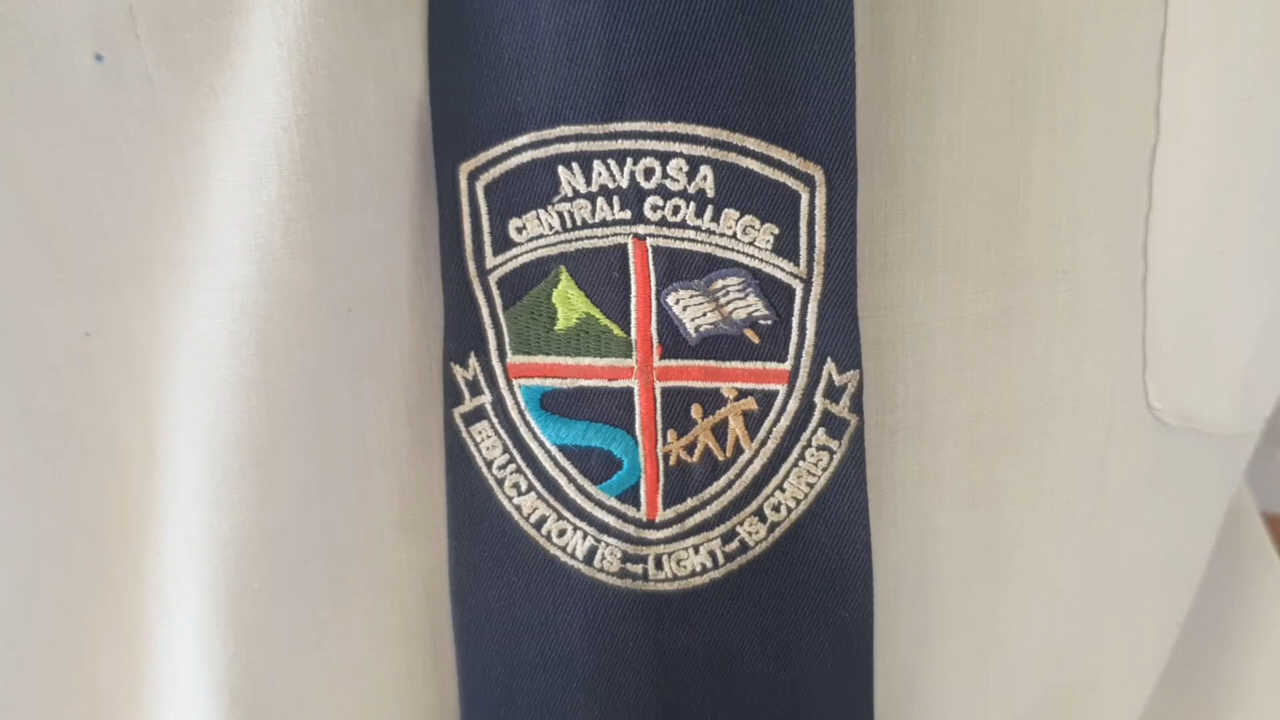 NAVOSA
CENTRAL COLLEGE
EDUCATION IS - LIGHT - IS CHRIST